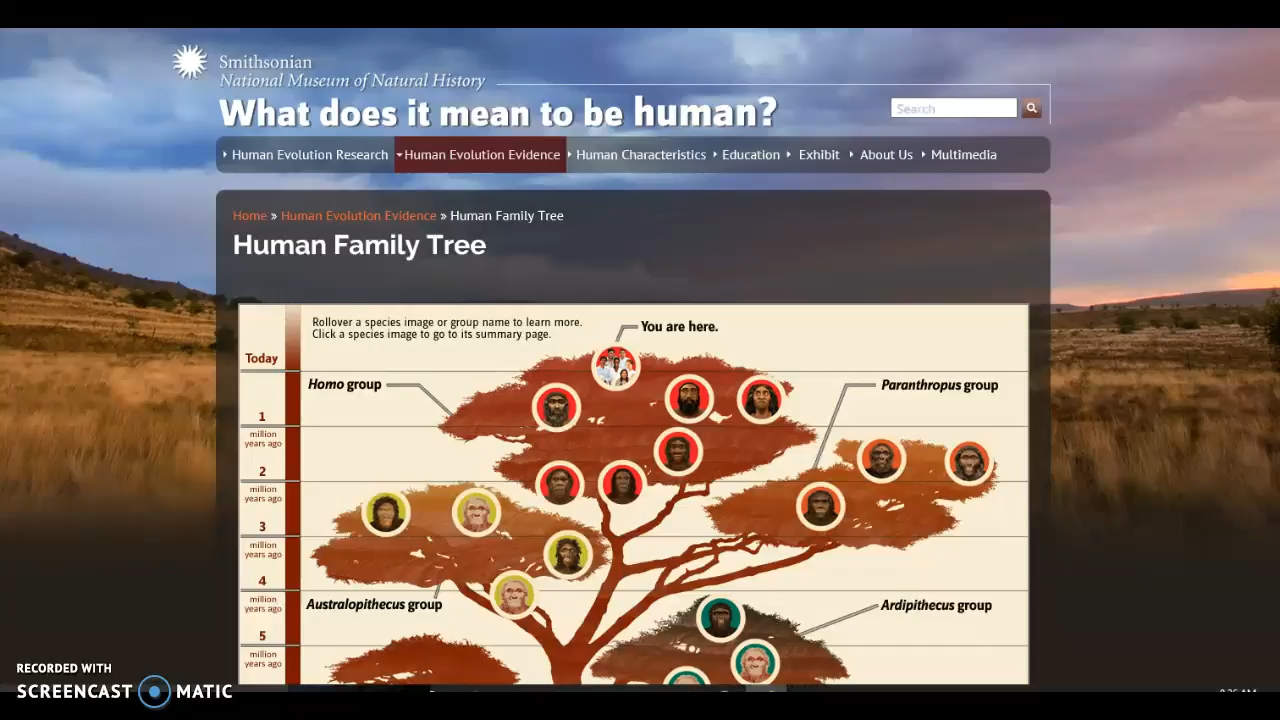 Smithsonian
National Museum of Natural History
What does it mean to be human?
Search
Human Evolution Research Human Evolution Evidence Human Characteristics Education Exhibit About Us Multimedia
Home » Human Evolution Evidence » Human Family Tree
Human Family Tree
Rollover a species image or group name to learn more.
Click a species image to go to its summary page.
You are here.
Today
Homo group
Paranthropus group
1
million
years ago
2
million
years ago
3
million
years ago
4
million
years ago
Australopithecus group
Ardipithecus group
5
million
years ago
RECORDED WITH
SCREENCAST MATIC